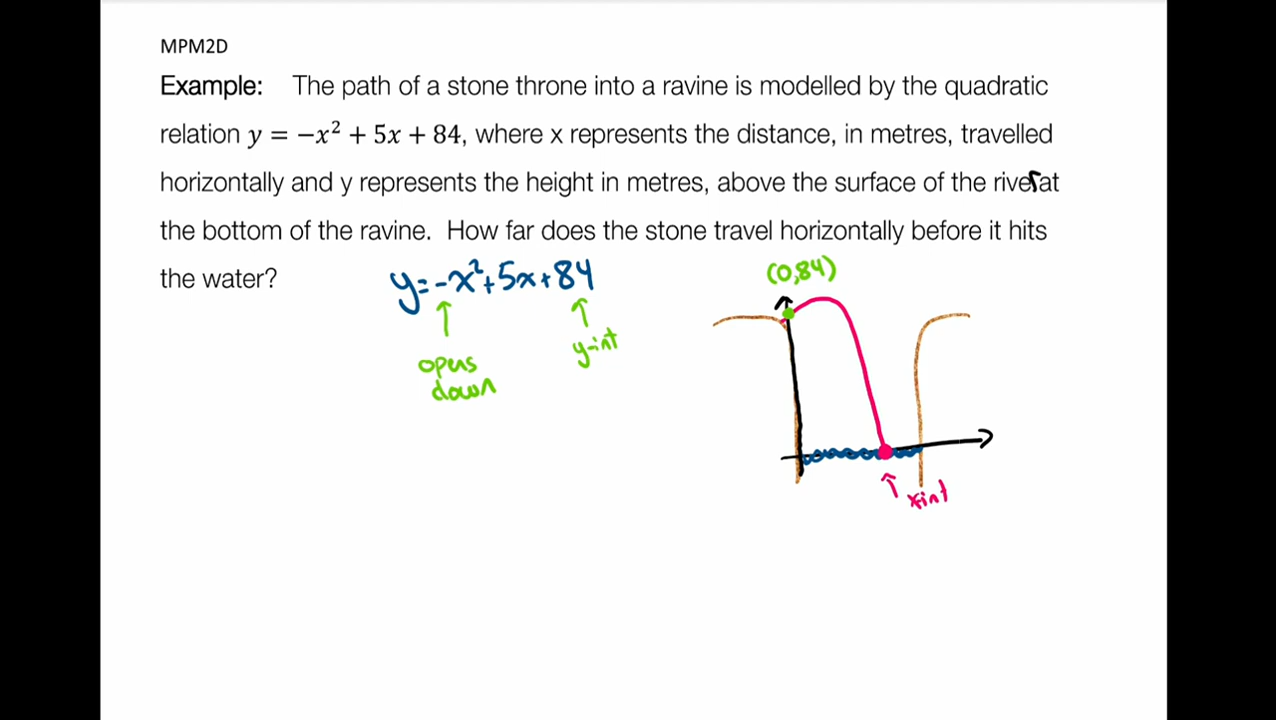 MPM2D
Example: The path of a stone throne into a ravine is modelled by the quadratic
relation y = −x² + 5x + 84, where x represents the distance, in metres, travelled
horizontally and y represents the height in metres, above the surface of the river at
the bottom of the ravine. How far does the stone travel horizontally before it hits
the water?
y=-x²+5x+84
(0,84)
opens
down
y-int
x-int